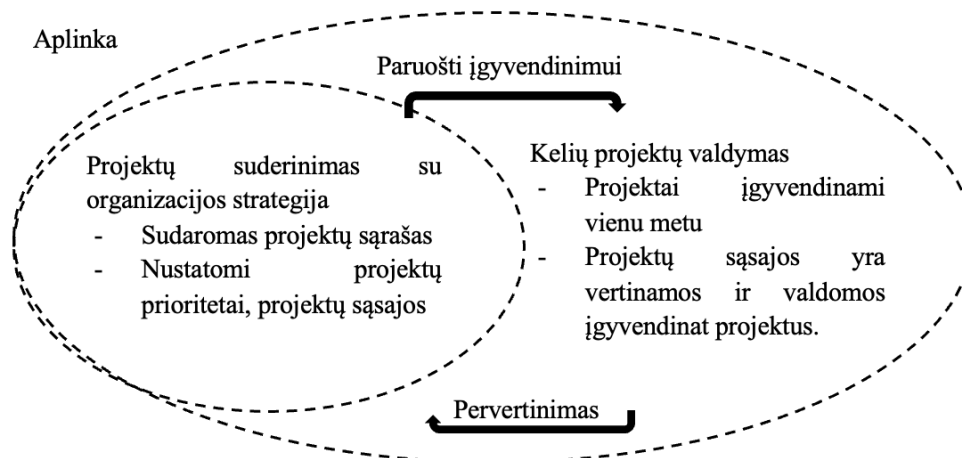 Aplinka
Paruošti įgyvendinimui
Projektų suderinimas su
organizacijos strategija
- Sudaromas projektų sąrašas
- Nustatomi projektų
prioritetai, projektų sąsajos
Kelių projektų valdymas
- Projektai įgyvendinami
vienu metu
- Projektų sąsajos yra
vertinamos ir valdomos
įgyvendinat projektus.
Pervertinimas